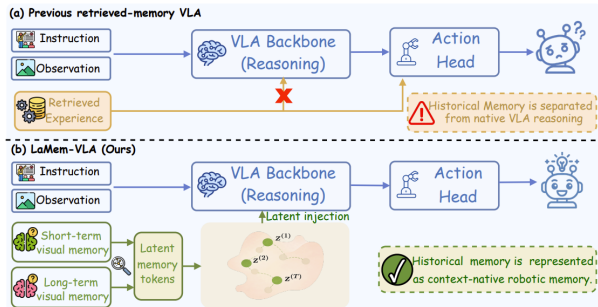 (a) Previous retrieved-memory VLA
Instruction
Observation
Retrieved
Experience
VLA Backbone
(Reasoning)
Action
Head
Historical Memory is separated
from native VLA reasoning
(b) LaMem-VLA (Ours)
Instruction
Observation
VLA Backbone
(Reasoning)
Action Head
Latent injection
Short-term
visual memory
Long-term
visual memory
Latent
memory
tokens
z^(1)
z^(2)
z^(T)
Historical memory is represented
as context-native robotic memory.